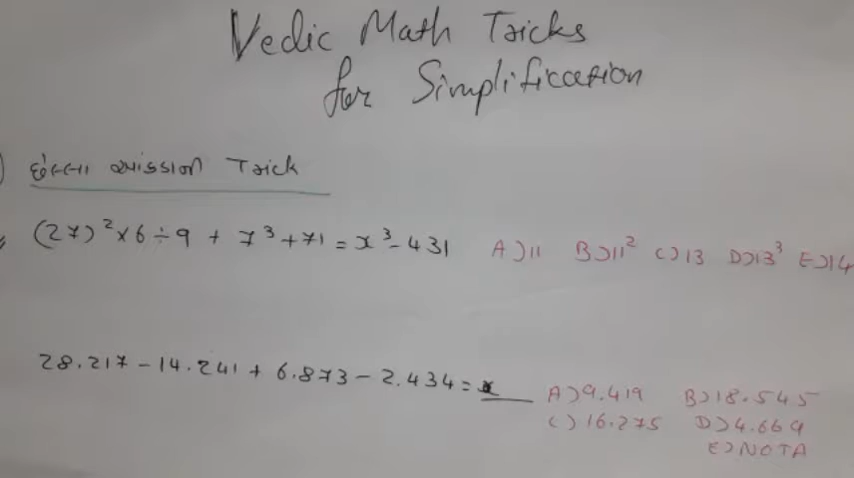 Vedic Math Tricks
for Simplification
omission Trick
(27)²×6÷9 + 7³+71 = x³-431 A)11 B)11² C)13 D)13³ E)14
28.217-14.241+6.873-2.434=x A)9.419 B)18.545
C)16.275 D)4.669
E)NOTA